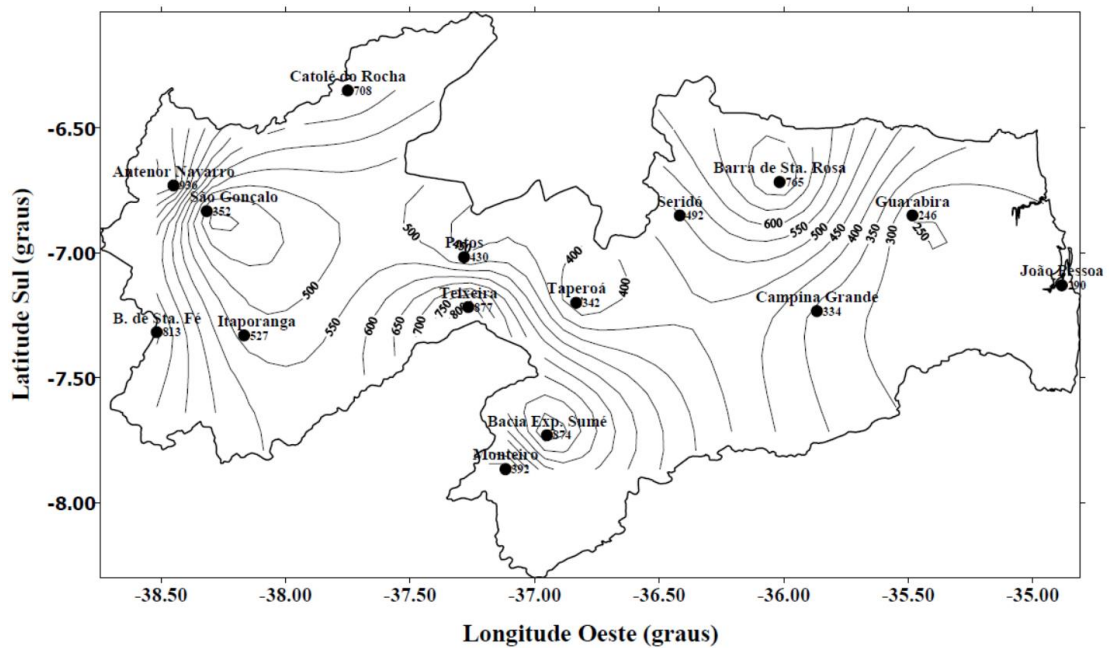 Catolé do Rocha
708
-6.50
Antenor Navarro
936
São Gonçalo
352
Barra de Sta. Rosa
765
Seridó
492
Guarabira
246
600
550
500
450
400
350
300
250
-7.00
500
Patos
430
400
400
João Pessoa
290
Teixeira
877
Taperoá
342
Campina Grande
334
B. de Sta. Fé
813
Itaporanga
527
500
550
600
650
700
750
-7.50
Bacia Exp. Sumé
874
Monteiro
392
-8.00
Latitude Sul (graus)
-38.50
-38.00
-37.50
-37.00
-36.50
-36.00
-35.50
-35.00
Longitude Oeste (graus)